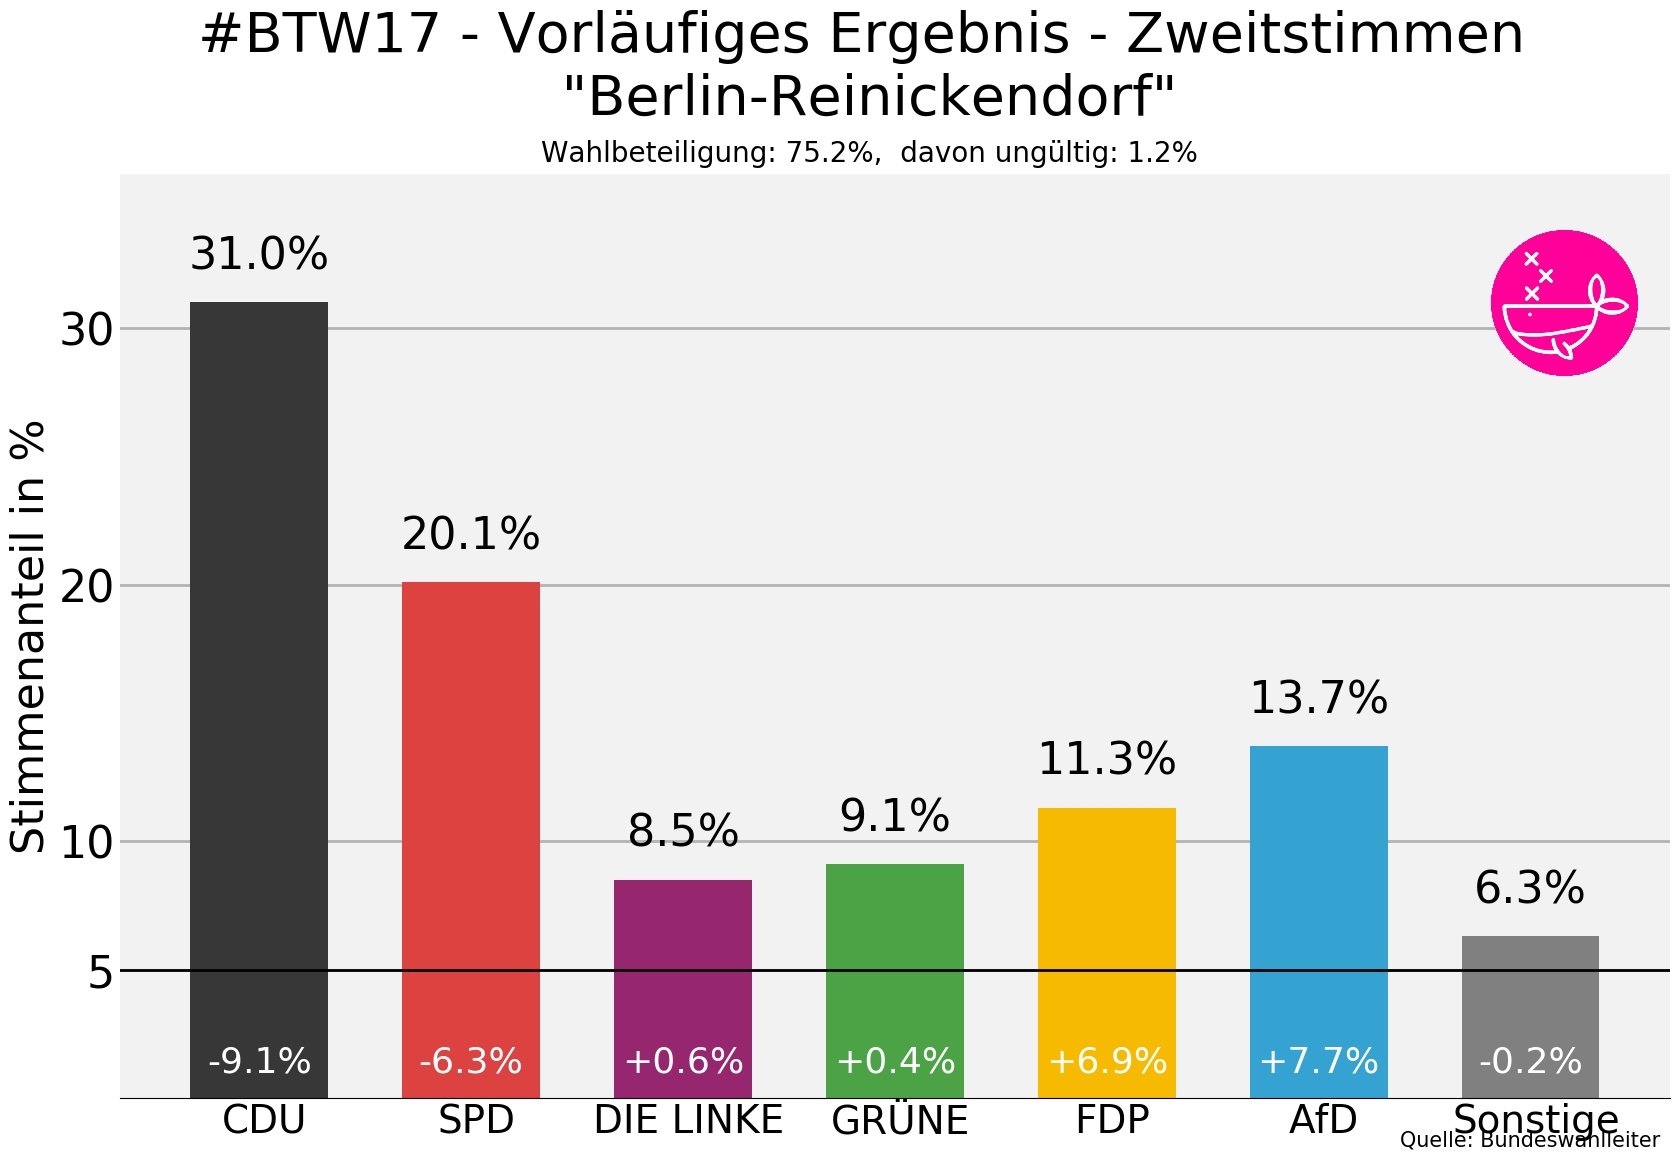 #BTW17 - Vorläufiges Ergebnis - Zweitstimmen
"Berlin-Reinickendorf"
Wahlbeteiligung: 75.2%,  davon ungültig: 1.2%
Stimmenanteil in %
30
20
10
5
31.0%
20.1%
8.5%
9.1%
11.3%
13.7%
6.3%
-9.1%
-6.3%
+0.6%
+0.4%
+6.9%
+7.7%
-0.2%
CDU
SPD
DIE LINKE
GRÜNE
FDP
AfD
Sonstige
Quelle: Bundeswahlleiter